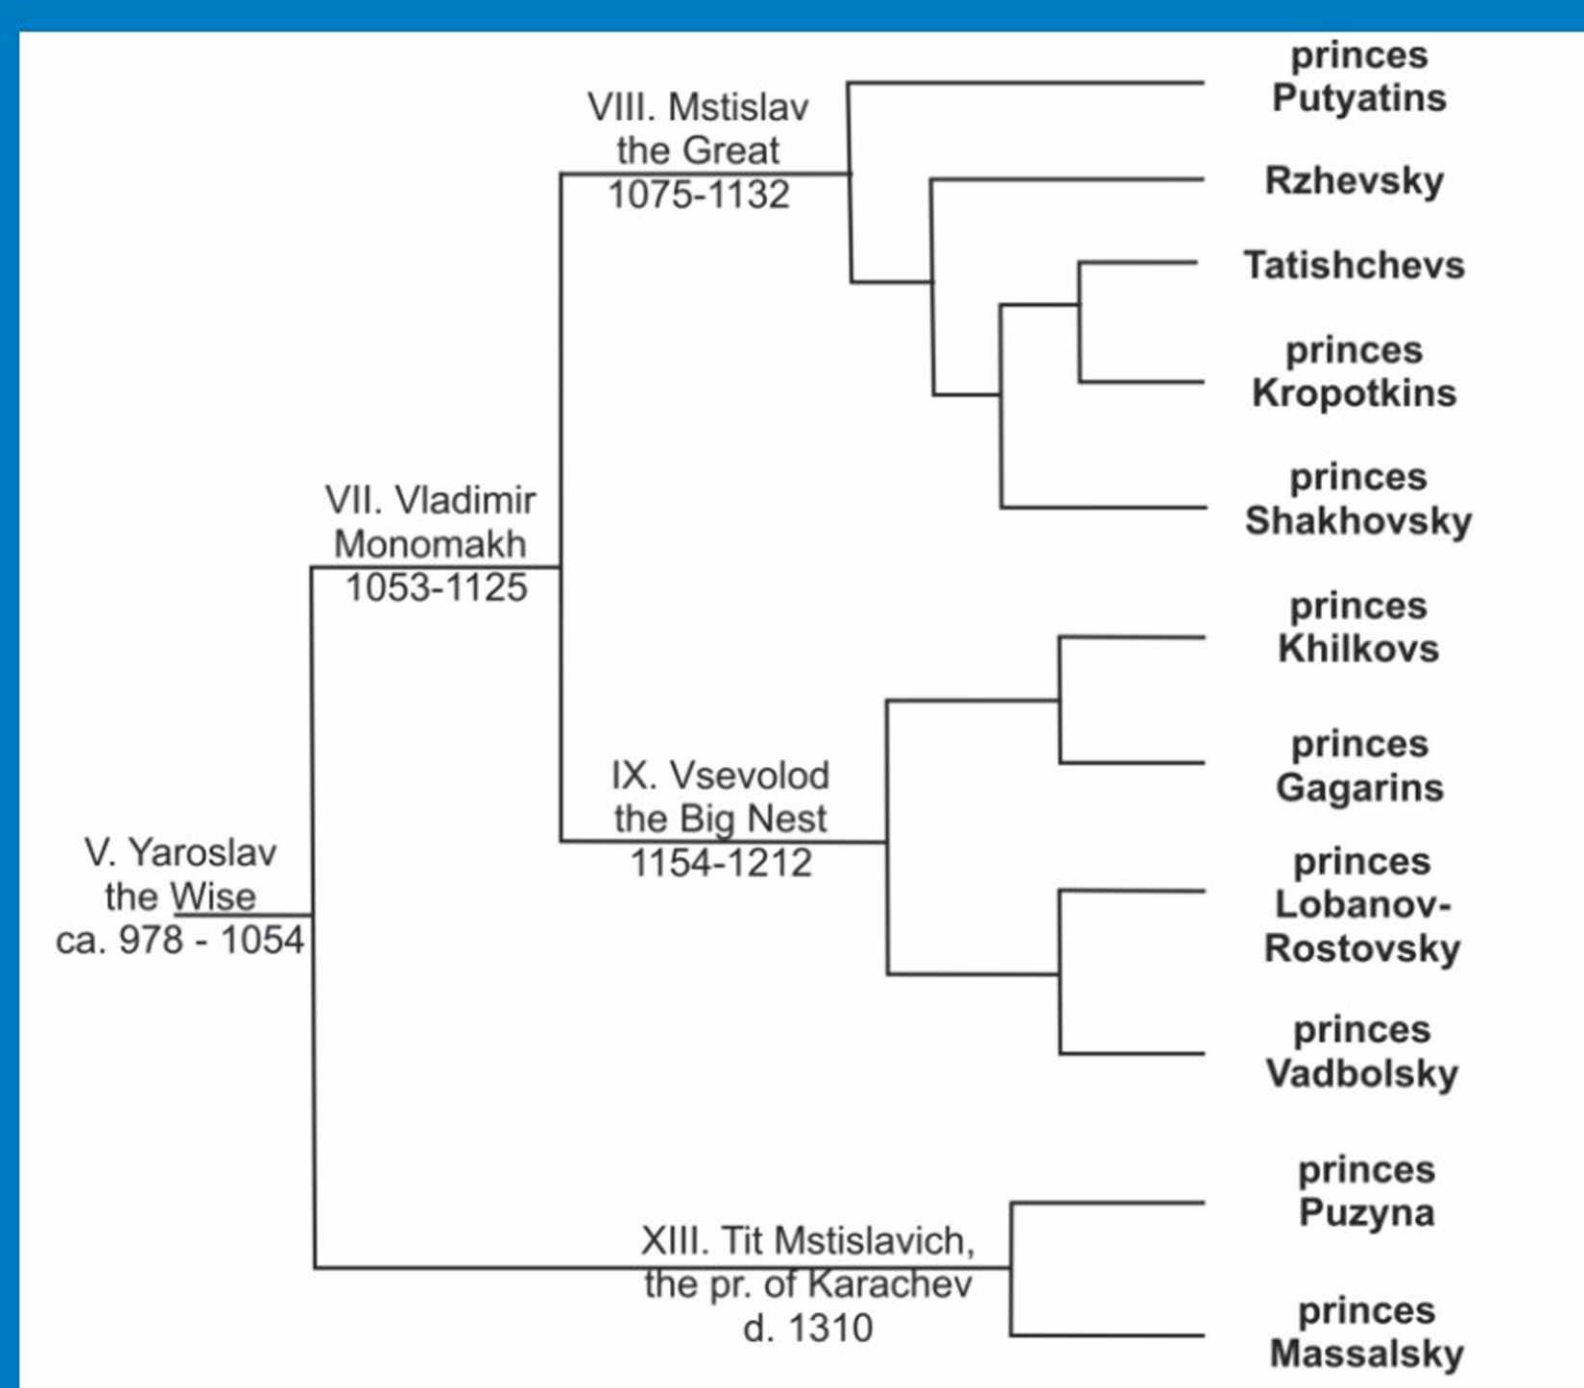 princes
Putyatins
VIII. Mstislav
the Great
1075-1132
Rzhevsky
Tatishchevs
princes
Kropotkins
princes
Shakhovsky
VII. Vladimir
Monomakh
1053-1125
princes
Khilkovs
princes
Gagarins
IX. Vsevolod
the Big Nest
1154-1212
V. Yaroslav
the Wise
ca. 978 - 1054
princes
Lobanov-
Rostovsky
princes
Vadbolsky
princes
Puzyna
XIII. Tit Mstislavich,
the pr. of Karachev
d. 1310
princes
Massalsky